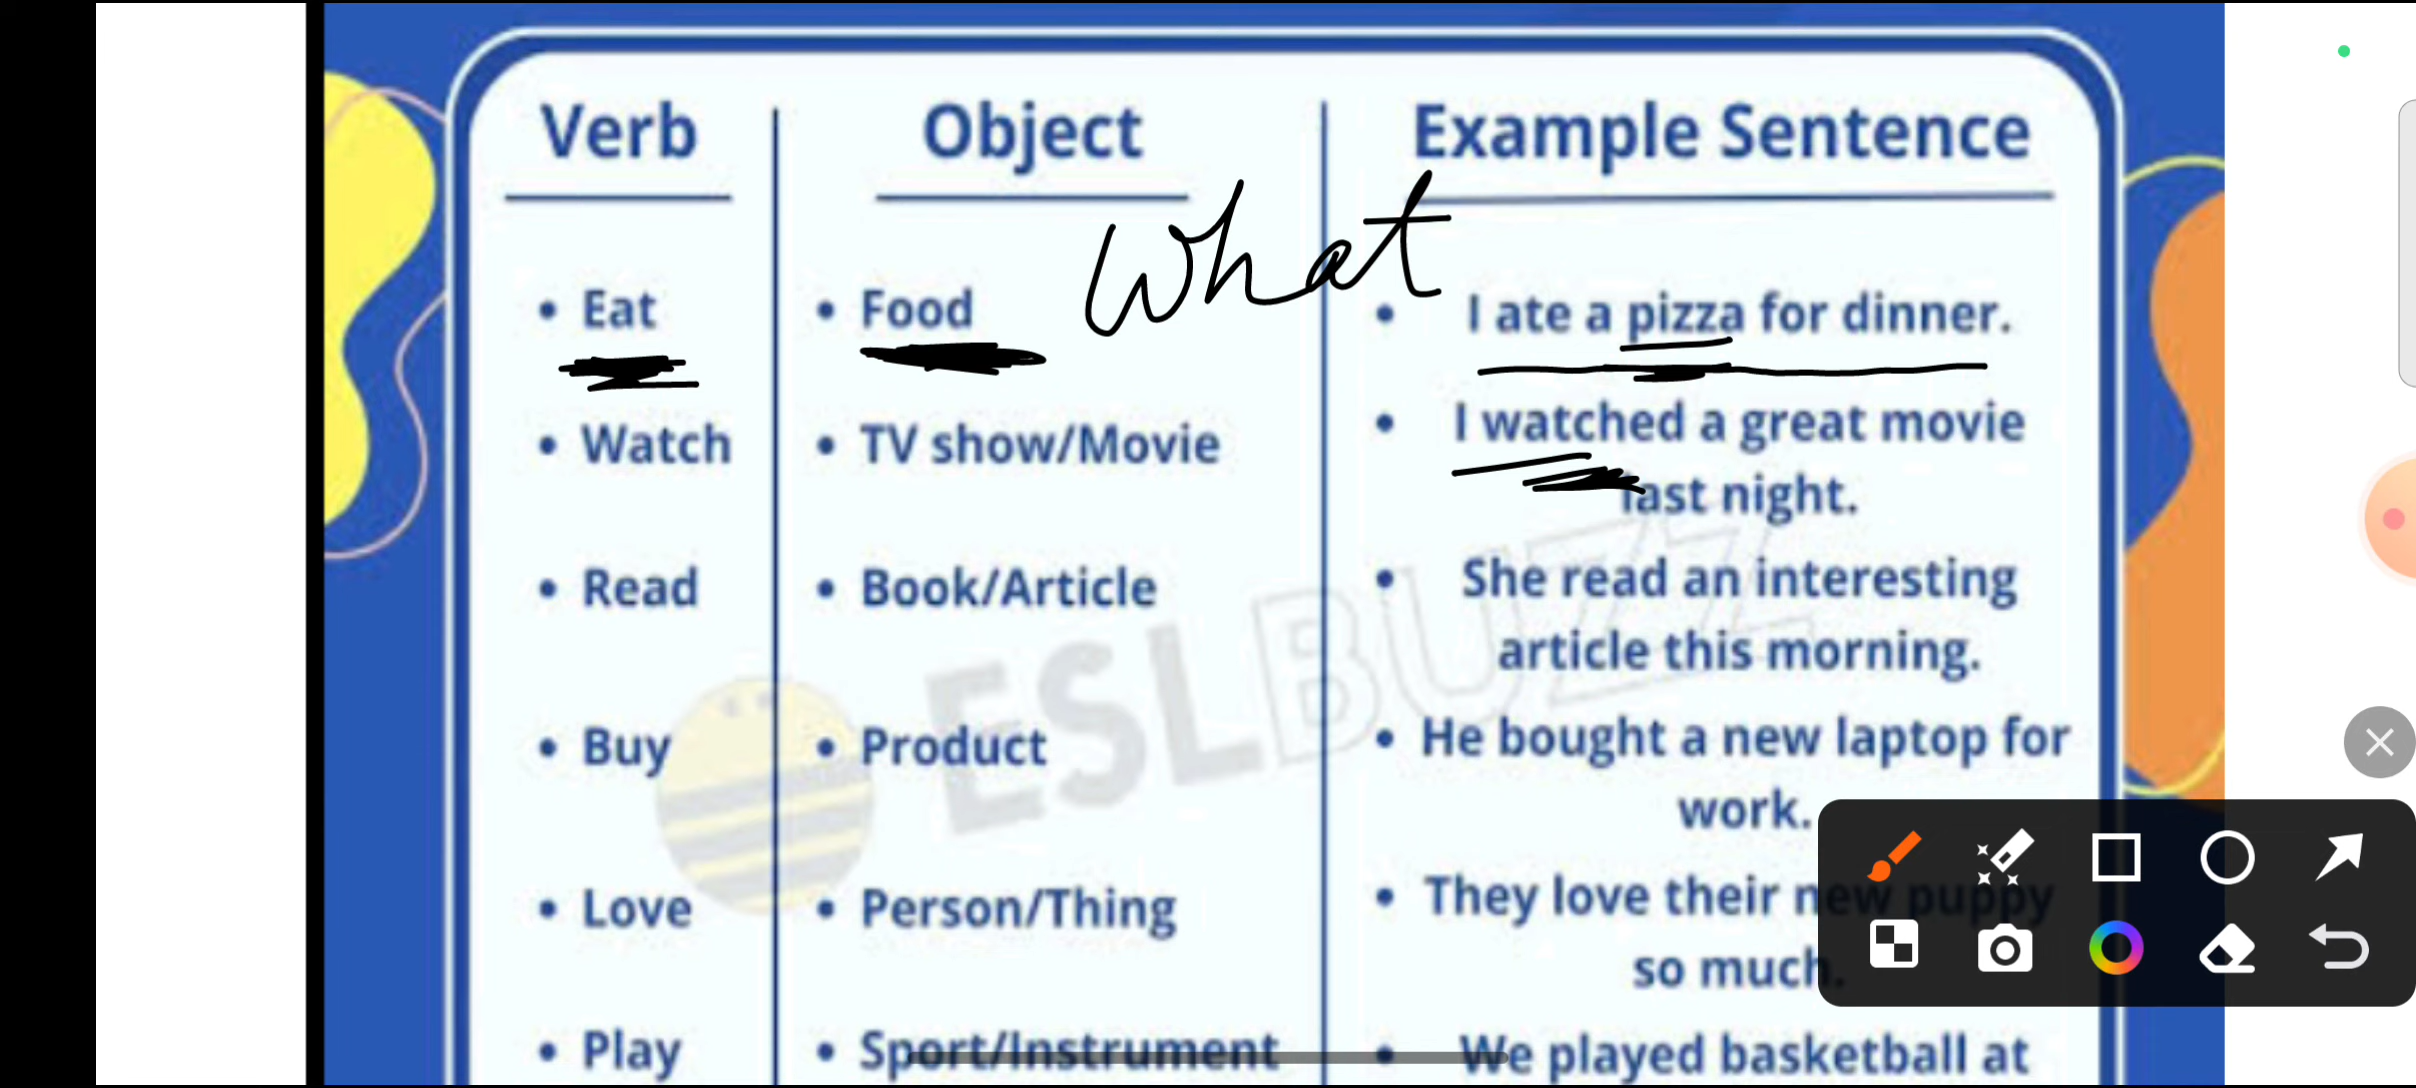 Verb Object Example Sentence
what
• Eat • Food • I ate a pizza for dinner.
• Watch • TV show/Movie • I watched a great movie
last night.
• Read • Book/Article • She read an interesting
article this morning.
• Buy • Product • He bought a new laptop for
work.
• Love • Person/Thing • They love their new puppy
so much.
• Play • Sport/Instrument • We played basketball at
ESLBUZZ